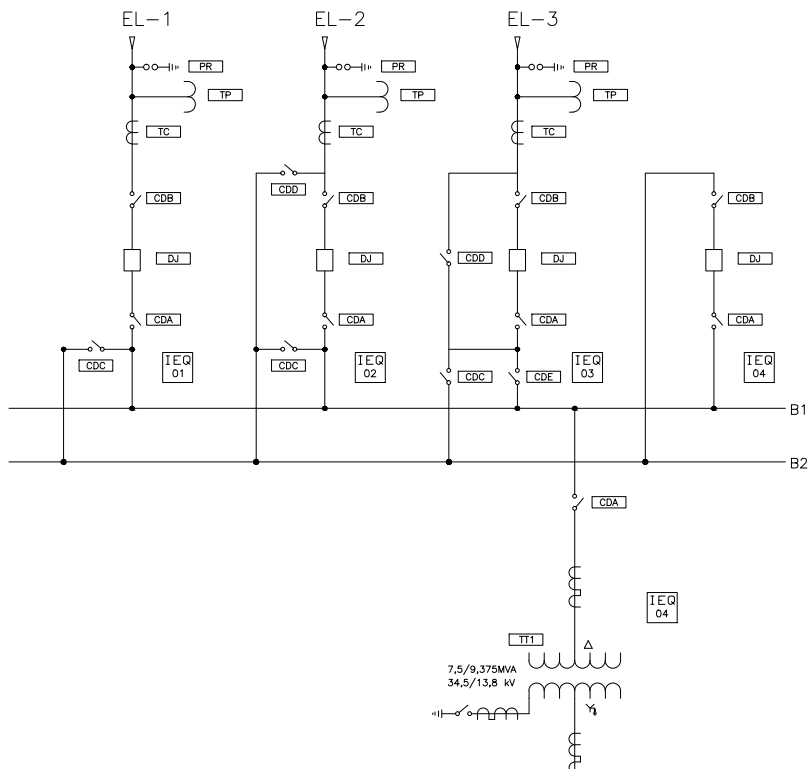 EL-1 EL-2 EL-3
PR PR PR
TP TP TP
TC TC TC
CDD
CDB CDB CDB CDB
DJ DJ CDD DJ DJ
CDA CDA CDA CDA
CDC IEQ 01 CDC IEQ 02 CDC CDE IEQ 03 IEQ 04
B1
B2
CDA
IEQ
04
TT1
7,5/9,375MVA
34,5/13,8 kV